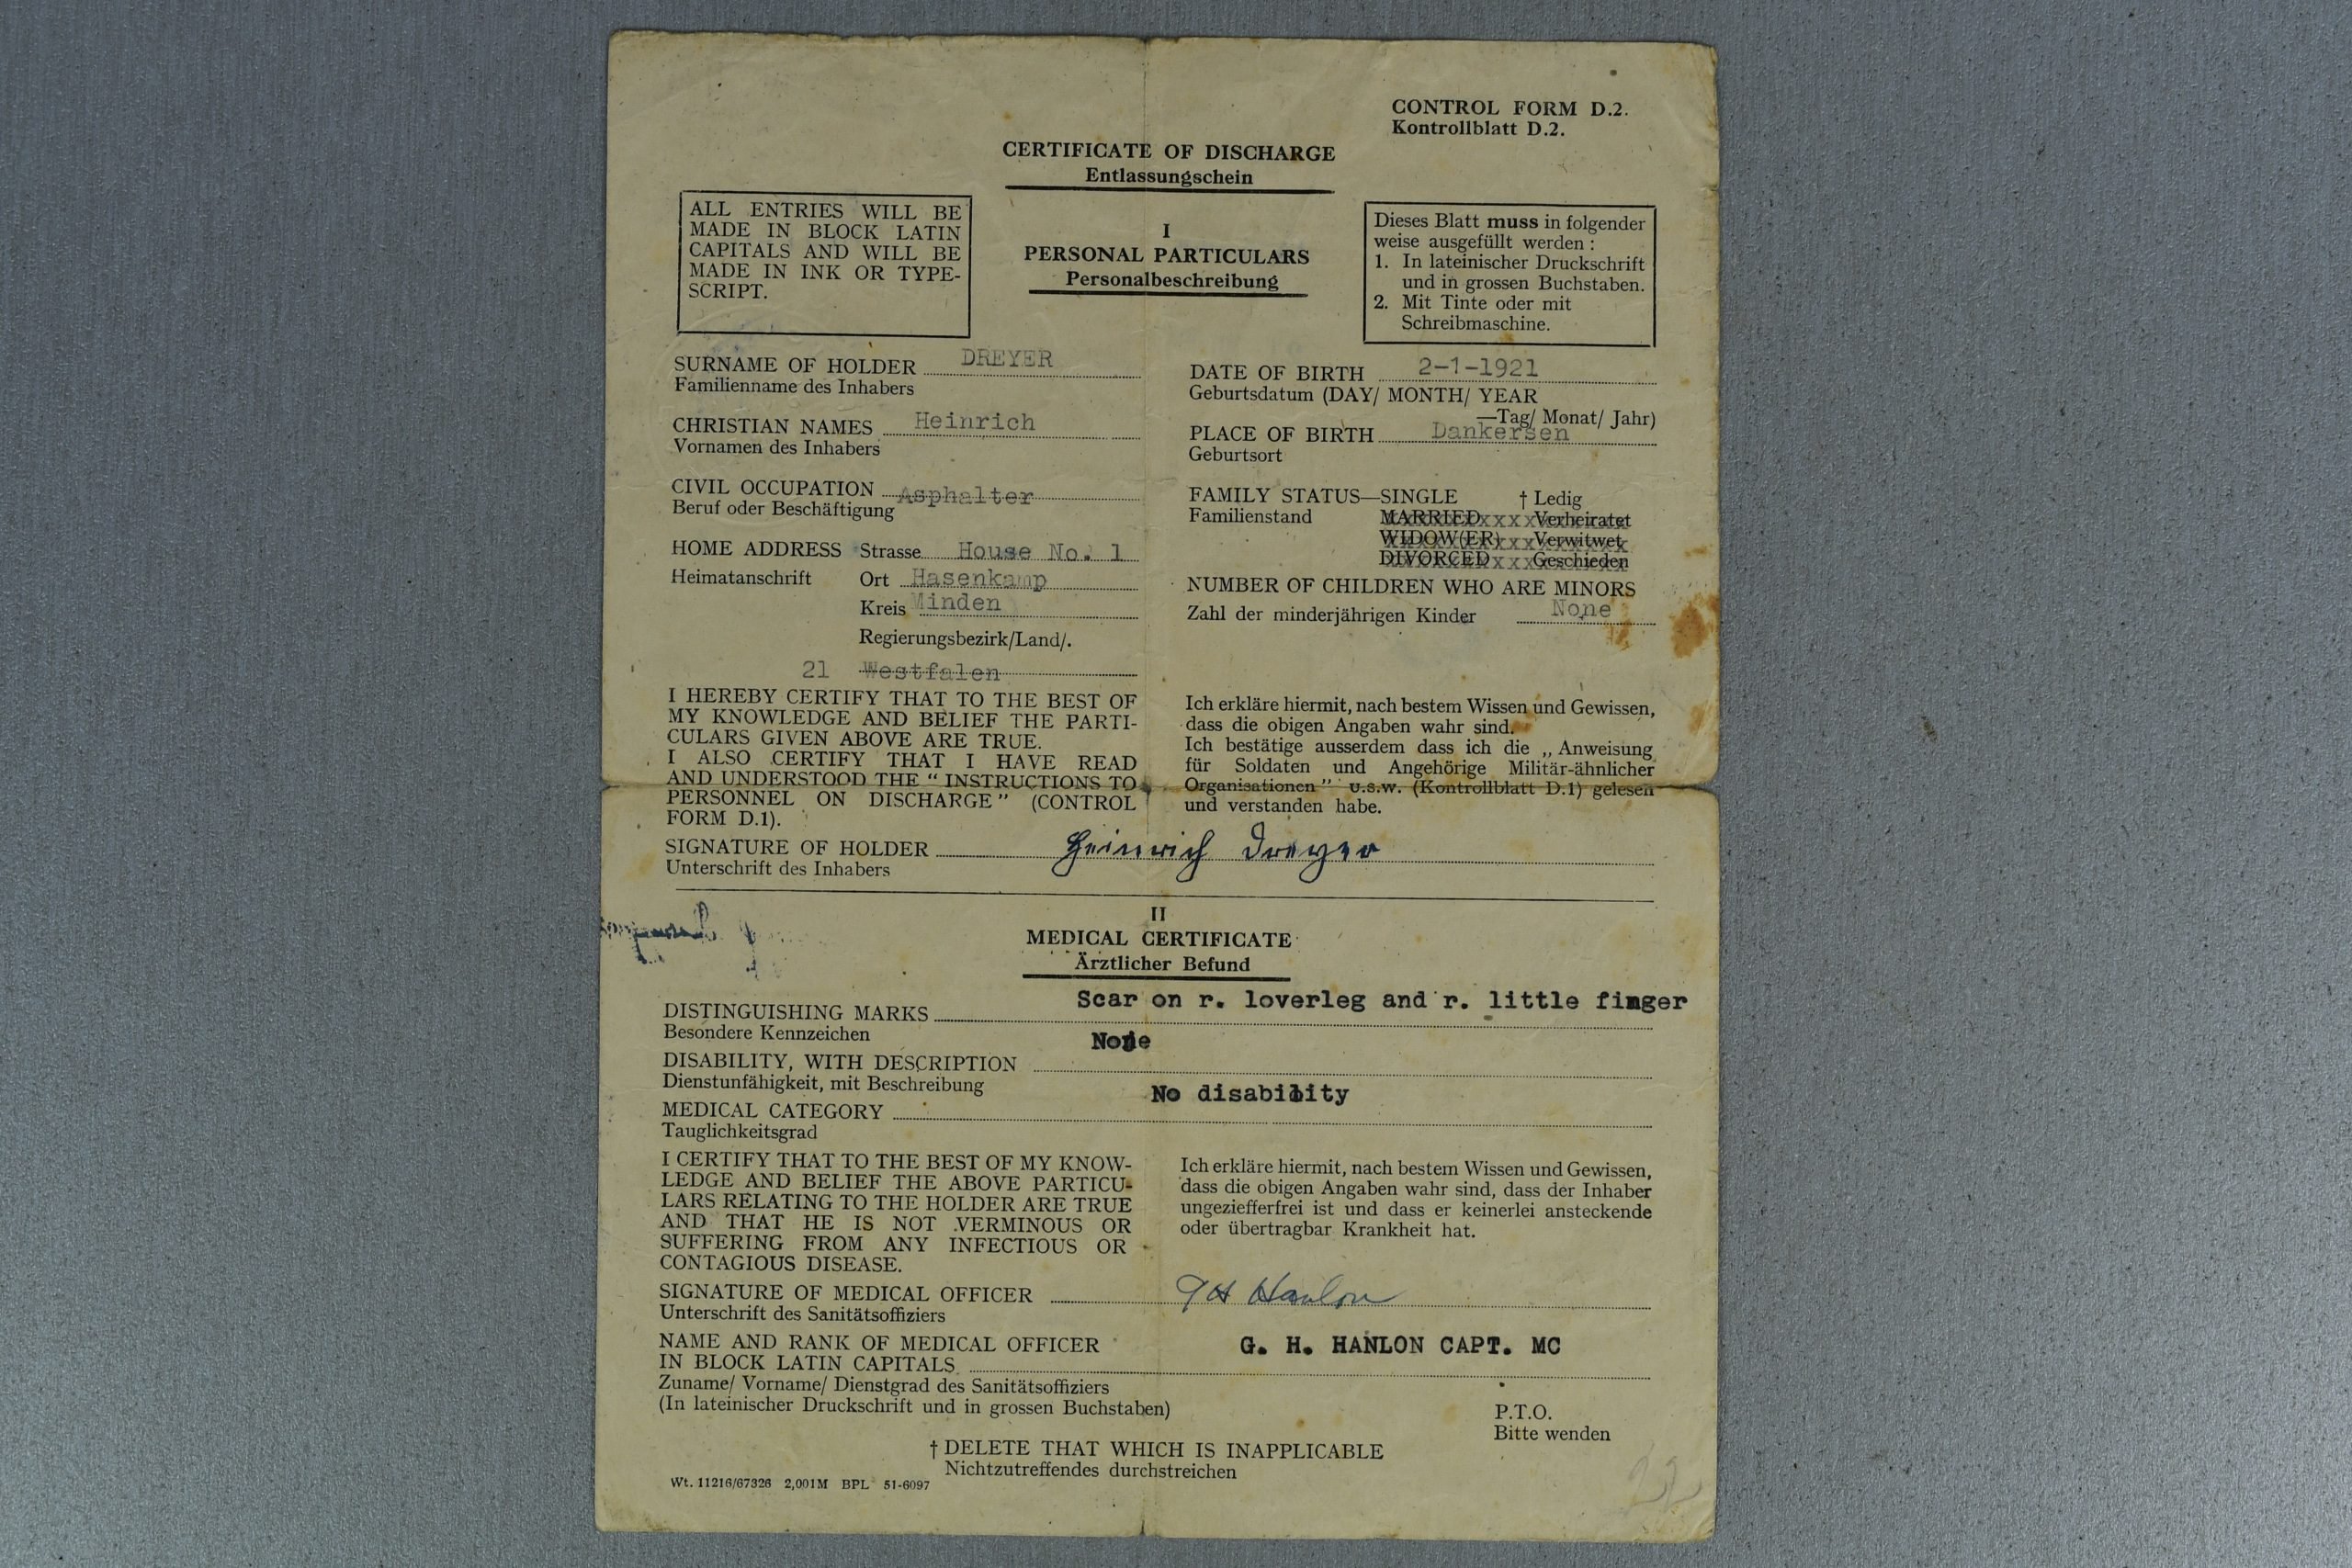 CONTROL FORM D.2.
Kontrollblatt D.2.
CERTIFICATE OF DISCHARGE
Entlassungschein
ALL ENTRIES WILL BE
MADE IN BLOCK LATIN
CAPITALS AND WILL BE
MADE IN INK OR TYPE-
SCRIPT.
I
PERSONAL PARTICULARS
Personalbeschreibung
Dieses Blatt muss in folgender
weise ausgefüllt werden :
1. In lateinischer Druckschrift
und in grossen Buchstaben.
2. Mit Tinte oder mit
Schreibmaschine.
SURNAME OF HOLDER DREYER
Familienname des Inhabers
CHRISTIAN NAMES Heinrich
Vornamen des Inhabers
CIVIL OCCUPATION Asphalter
Beruf oder Beschäftigung
HOME ADDRESS Strasse House No. 1
Heimatanschrift Ort Hasenkamp
Kreis Minden
Regierungsbezirk/Land/.
21 Westfalen
DATE OF BIRTH 2-1-1921
Geburtsdatum (DAY/ MONTH/ YEAR
—Tag/ Monat/ Jahr)
PLACE OF BIRTH Dankersen
Geburtsort
FAMILY STATUS—SINGLE † Ledig
Familienstand MARRIED Verheiratet
WIDOW(ER) Verwitwet
DIVORCED Geschieden
NUMBER OF CHILDREN WHO ARE MINORS
Zahl der minderjährigen Kinder None
I HEREBY CERTIFY THAT TO THE BEST OF
MY KNOWLEDGE AND BELIEF THE PARTI-
CULARS GIVEN ABOVE ARE TRUE.
I ALSO CERTIFY THAT I HAVE READ
AND UNDERSTOOD THE “ INSTRUCTIONS TO
PERSONNEL ON DISCHARGE ” (CONTROL
FORM D.1).
Ich erkläre hiermit, nach bestem Wissen und Gewissen,
dass die obigen Angaben wahr sind.
Ich bestätige ausserdem dass ich die „ Anweisung
für Soldaten und Angehörige Militär-ähnlicher
Organisationen ” u.s.w. (Kontrollblatt D.1) gelesen
und verstanden habe.
SIGNATURE OF HOLDER Heinrich Dreyer
Unterschrift des Inhabers
II
MEDICAL CERTIFICATE
Ärztlicher Befund
DISTINGUISHING MARKS Scar on r. loverleg and r. little finger
Besondere Kennzeichen
DISABILITY, WITH DESCRIPTION None
Dienstunfähigkeit, mit Beschreibung
MEDICAL CATEGORY No disability
Tauglichkeitsgrad
I CERTIFY THAT TO THE BEST OF MY KNOW-
LEDGE AND BELIEF THE ABOVE PARTICU-
LARS RELATING TO THE HOLDER ARE TRUE
AND THAT HE IS NOT VERMINOUS OR
SUFFERING FROM ANY INFECTIOUS OR
CONTAGIOUS DISEASE.
Ich erkläre hiermit, nach bestem Wissen und Gewissen,
dass die obigen Angaben wahr sind, dass der Inhaber
ungeziefferfrei ist und dass er keinerlei ansteckende
oder übertragbar Krankheit hat.
SIGNATURE OF MEDICAL OFFICER G H Hanlon
Unterschrift des Sanitätsoffiziers
NAME AND RANK OF MEDICAL OFFICER G. H. HANLON CAPT. MC
IN BLOCK LATIN CAPITALS
Zuname/ Vorname/ Dienstgrad des Sanitätsoffiziers
(In lateinischer Druckschrift und in grossen Buchstaben)
P.T.O.
Bitte wenden
† DELETE THAT WHICH IS INAPPLICABLE
Nichtzutreffendes durchstreichen
Wt. 11216/67326 2,001M BPL 51-6097
22